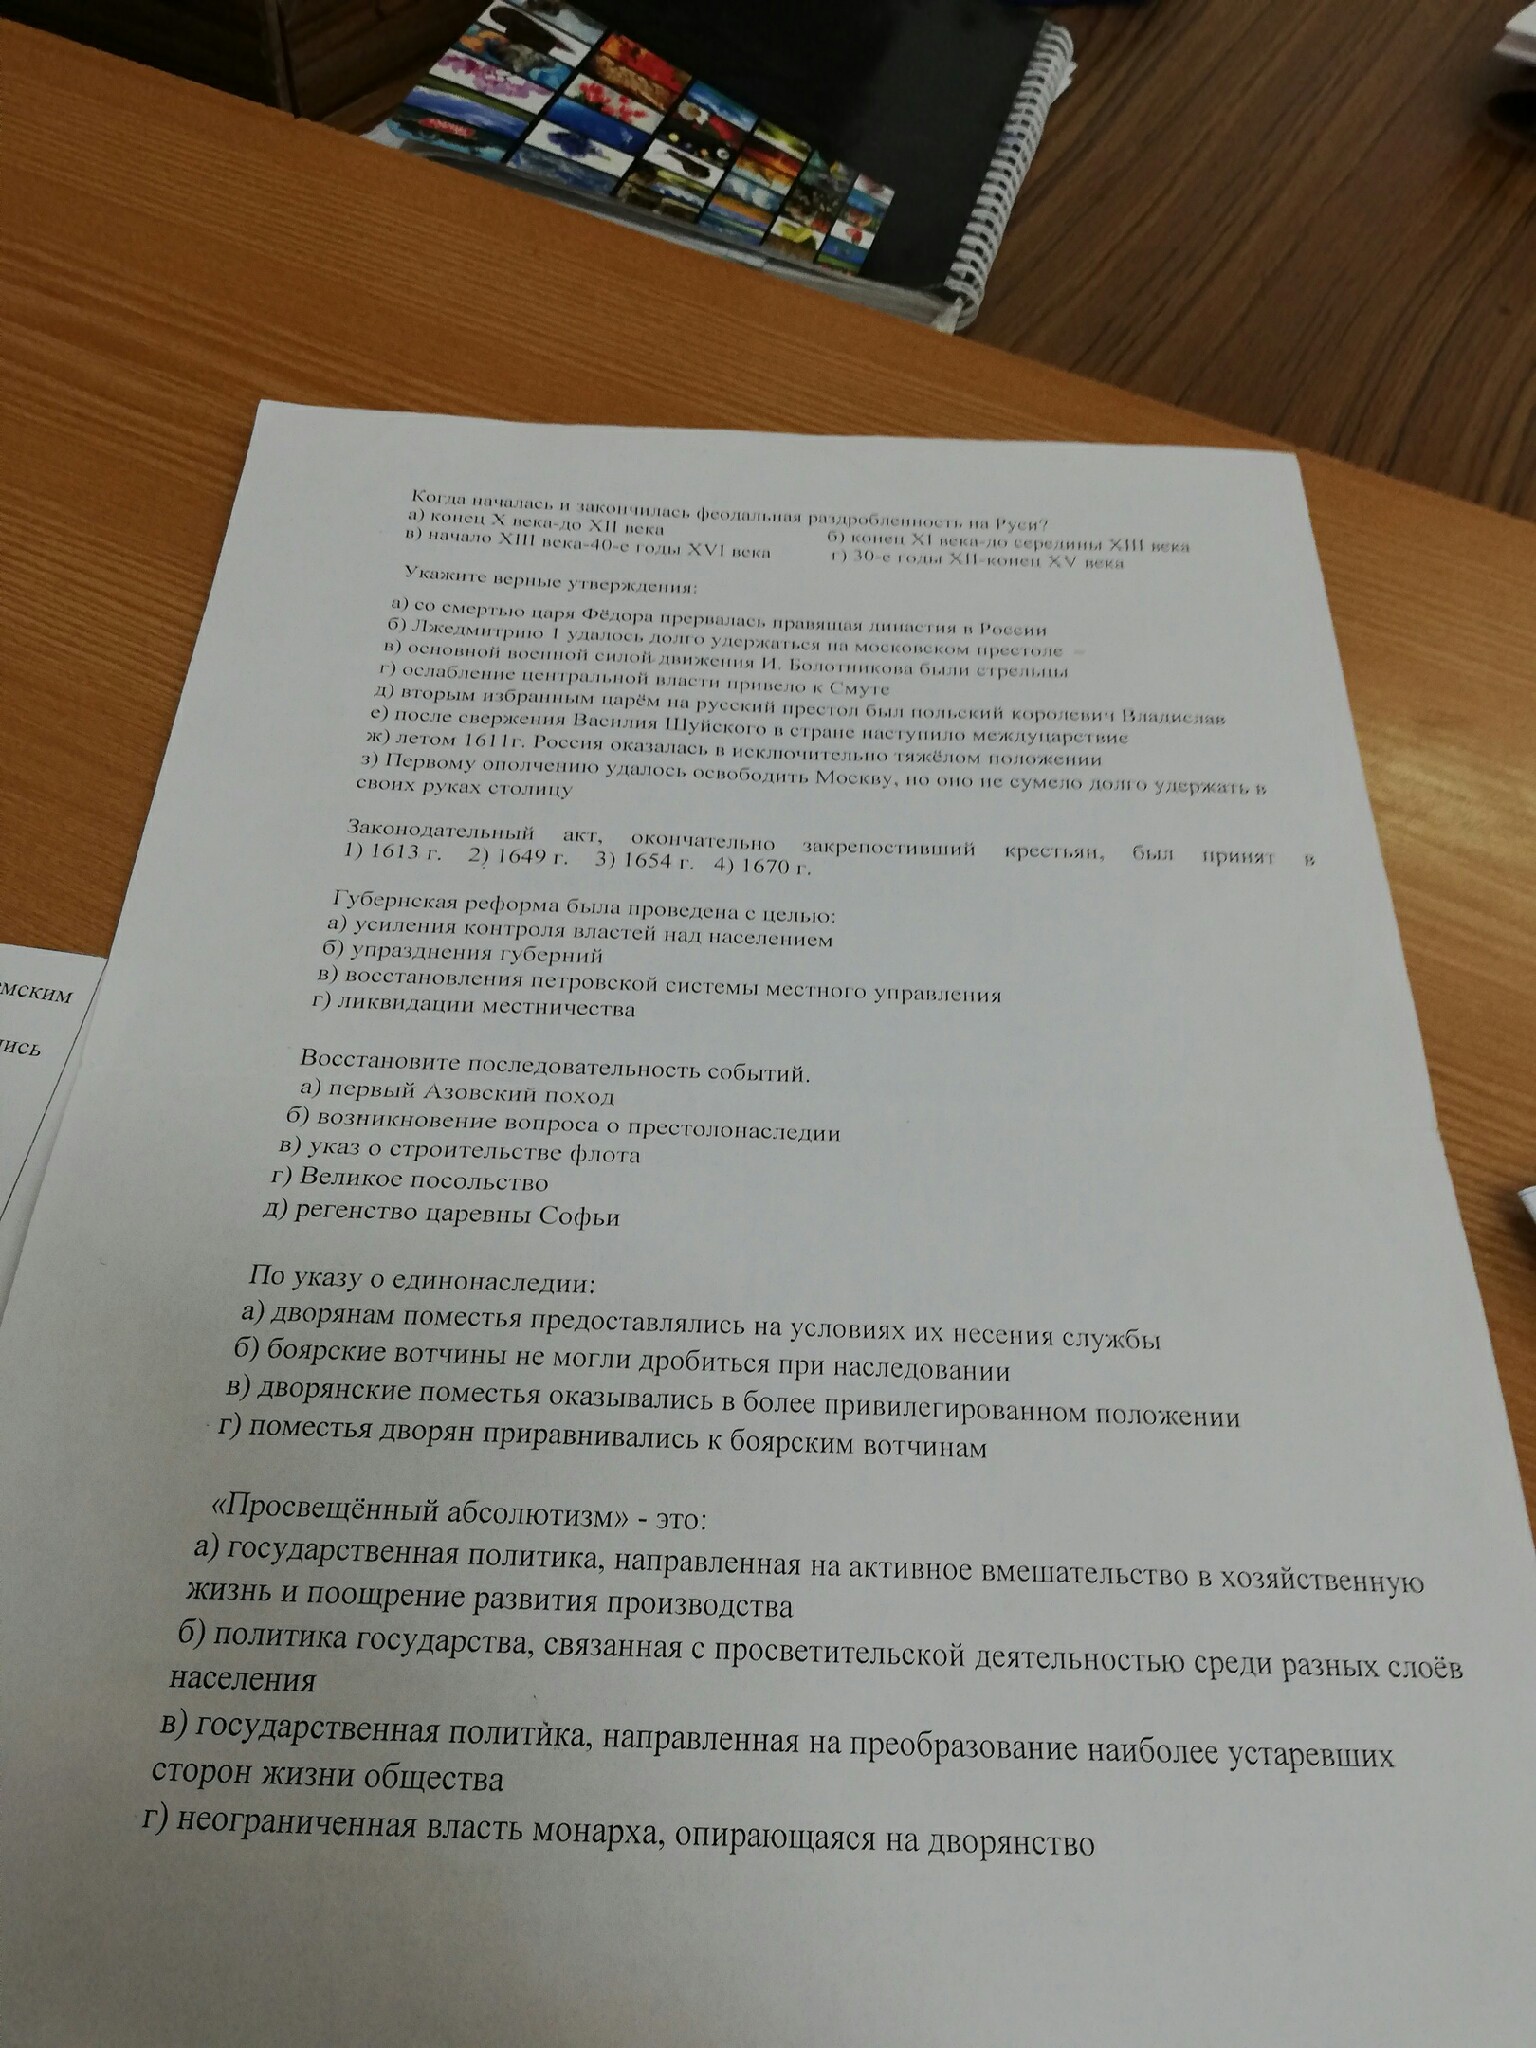 Когда началась и закончилась феодальная раздробленность на Руси?
а) конец X века-до XII века б) конец XI века-до середины XIII века
в) начало XIII века-40-е годы XVI века г) 30-е годы XII-конец XV века
Укажите верные утверждения:
а) со смертью царя Фёдора прервалась правящая династия в России
б) Лжедмитрию 1 удалось долго удержаться на московском престоле
в) основной военной силой движения И. Болотникова были стрельцы
г) ослабление центральной власти привело к Смуте
д) вторым избранным царём на русский престол был польский королевич Владислав
е) после свержения Василия Шуйского в стране наступило междуцарствие
ж) летом 1611г. Россия оказалась в исключительно тяжёлом положении
з) Первому ополчению удалось освободить Москву, но оно не сумело долго удержать в
своих руках столицу
Законодательный акт, окончательно закрепостивший крестьян, был принят в
1) 1613 г. 2) 1649 г. 3) 1654 г. 4) 1670 г.
Губернская реформа была проведена с целью:
а) усиления контроля властей над населением
б) упразднения губерний
в) восстановления петровской системы местного управления
г) ликвидации местничества
Восстановите последовательность событий.
а) первый Азовский поход
б) возникновение вопроса о престолонаследии
в) указ о строительстве флота
г) Великое посольство
д) регенство царевны Софьи
По указу о единонаследии:
а) дворянам поместья предоставлялись на условиях их несения службы
б) боярские вотчины не могли дробиться при наследовании
в) дворянские поместья оказывались в более привилегированном положении
г) поместья дворян приравнивались к боярским вотчинам
«Просвещённый абсолютизм» - это:
а) государственная политика, направленная на активное вмешательство в хозяйственную
жизнь и поощрение развития производства
б) политика государства, связанная с просветительской деятельностью среди разных слоёв
населения
в) государственная политика, направленная на преобразование наиболее устаревших
сторон жизни общества
г) неограниченная власть монарха, опирающаяся на дворянство